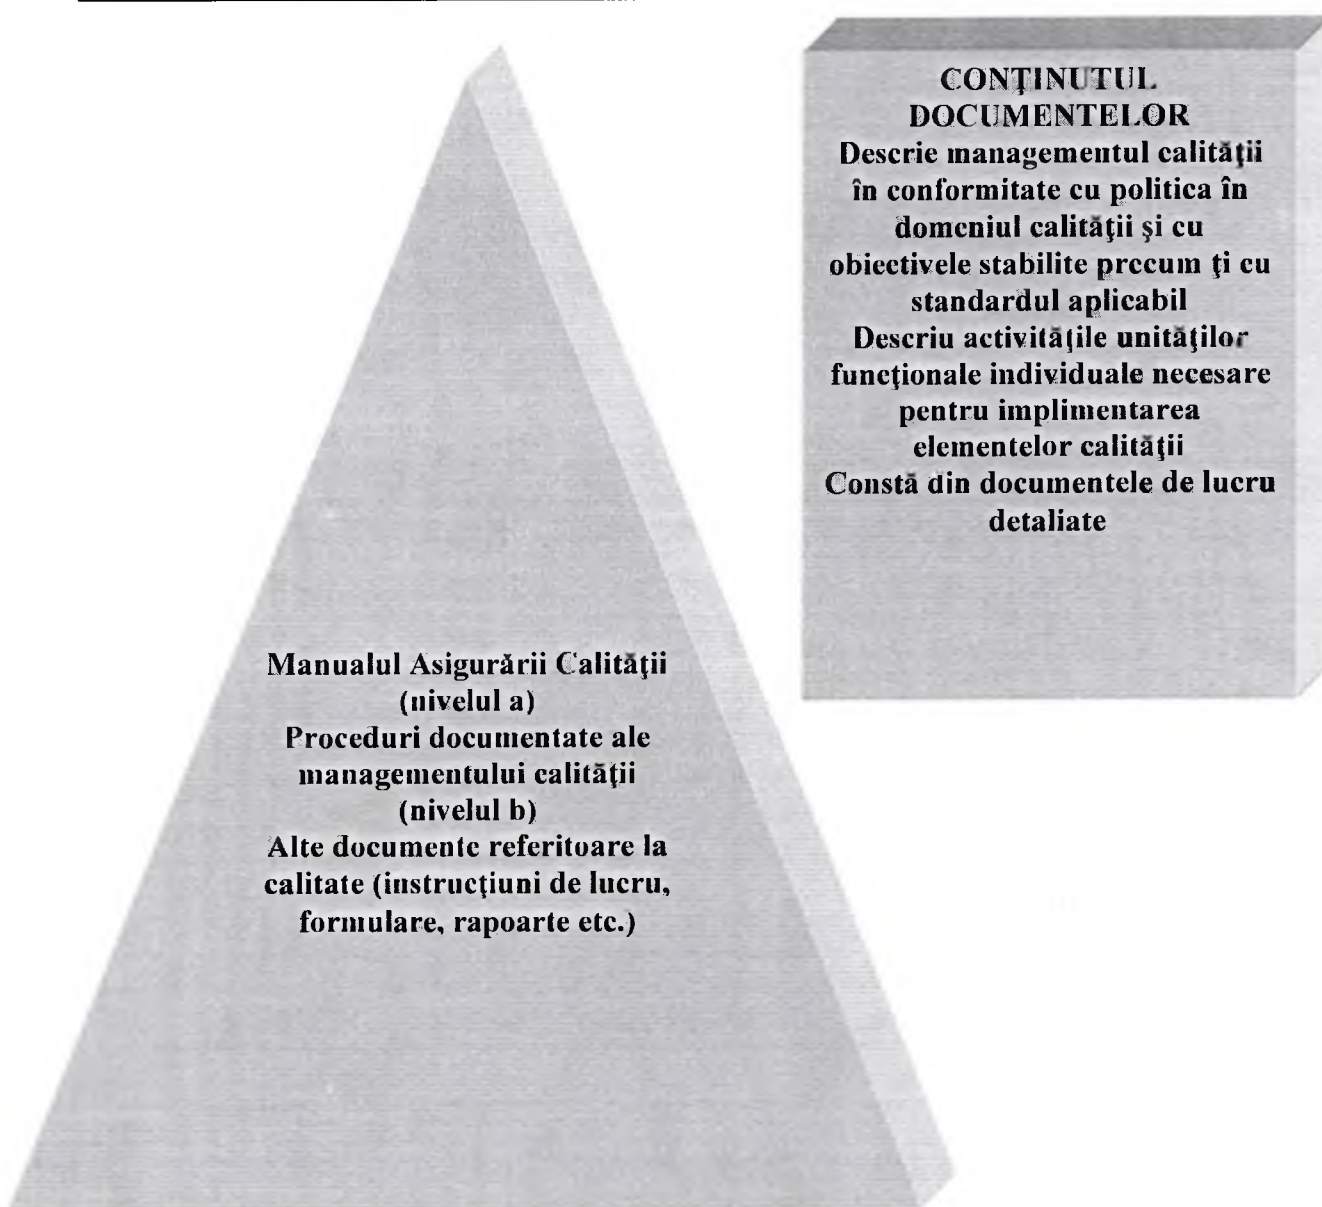 CONŢINUTUL
DOCUMENTELOR
Descrie managementul calităţii
în conformitate cu politica în
domeniul calităţii şi cu
obiectivele stabilite precum ţi cu
standardul aplicabil
Descriu activităţile unităţilor
funcţionale individuale necesare
pentru implimentarea
elementelor calităţii
Constă din documentele de lucru
detaliate
Manualul Asigurării Calităţii
(nivelul a)
Proceduri documentate ale
managementului calităţii
(nivelul b)
Alte documente referitoare la
calitate (instrucţiuni de lucru,
formulare, rapoarte etc.)